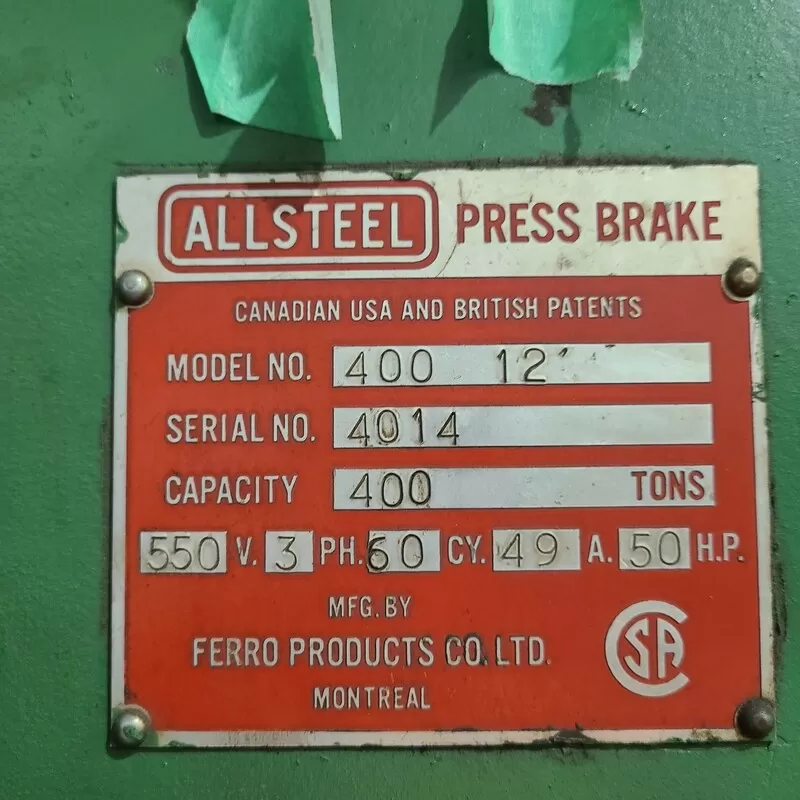 ALLSTEEL PRESS BRAKE
CANADIAN USA AND BRITISH PATENTS
MODEL NO. 400 12'
SERIAL NO. 4014
CAPACITY 400 TONS
550 V. 3 PH. 60 CY. 49 A. 50 H.P.
MFG. BY
FERRO PRODUCTS CO. LTD.
MONTREAL
CSA